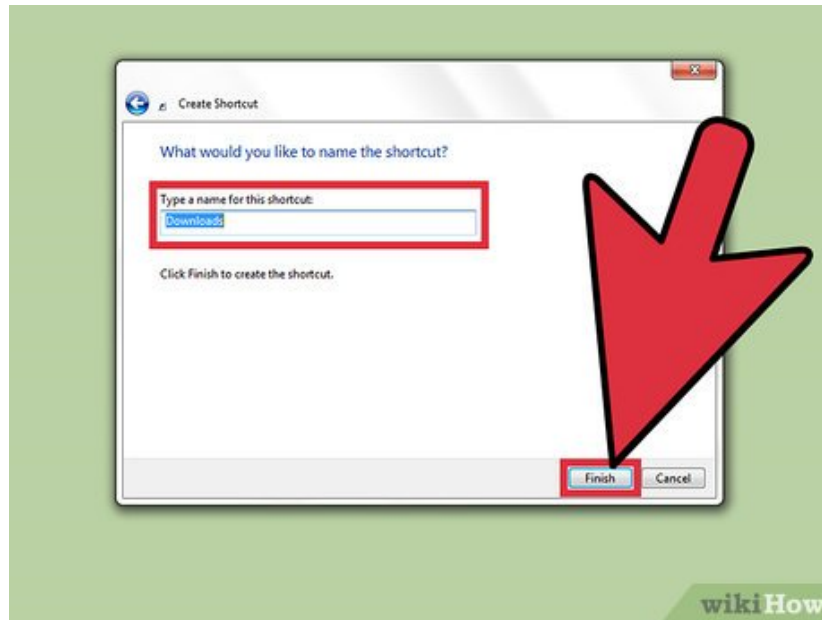 Create Shortcut
What would you like to name the shortcut?
Type a name for this shortcut:
Downloads
Click Finish to create the shortcut.
Finish Cancel
wikiHow